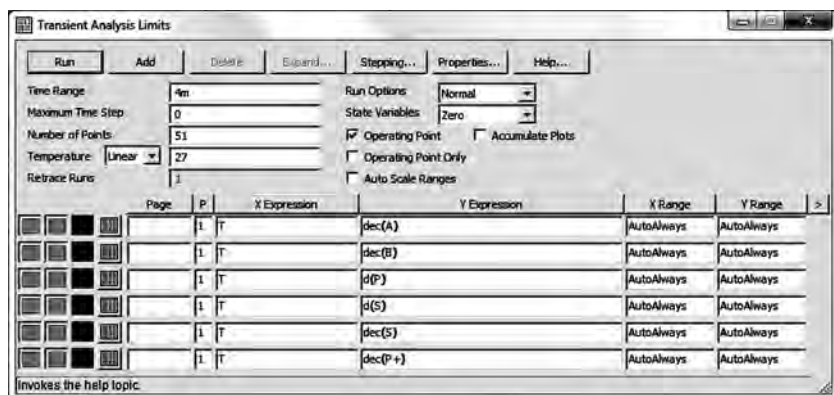 Transient Analysis Limits
Run Add Delete Expand... Stepping... Properties... Help...
Time Range 4m Run Options Normal
Maximum Time Step 0 State Variables Zero
Number of Points 51 Operating Point Accumulate Plots
Temperature Linear 27 Operating Point Only
Retrace Runs 1 Auto Scale Ranges
Page P X Expression Y Expression X Range Y Range >
1 T dec(A) AutoAlways AutoAlways
1 T dec(B) AutoAlways AutoAlways
1 T d(P) AutoAlways AutoAlways
1 T d(S) AutoAlways AutoAlways
1 T dec(S) AutoAlways AutoAlways
1 T dec(P+) AutoAlways AutoAlways
Invokes the help topic.